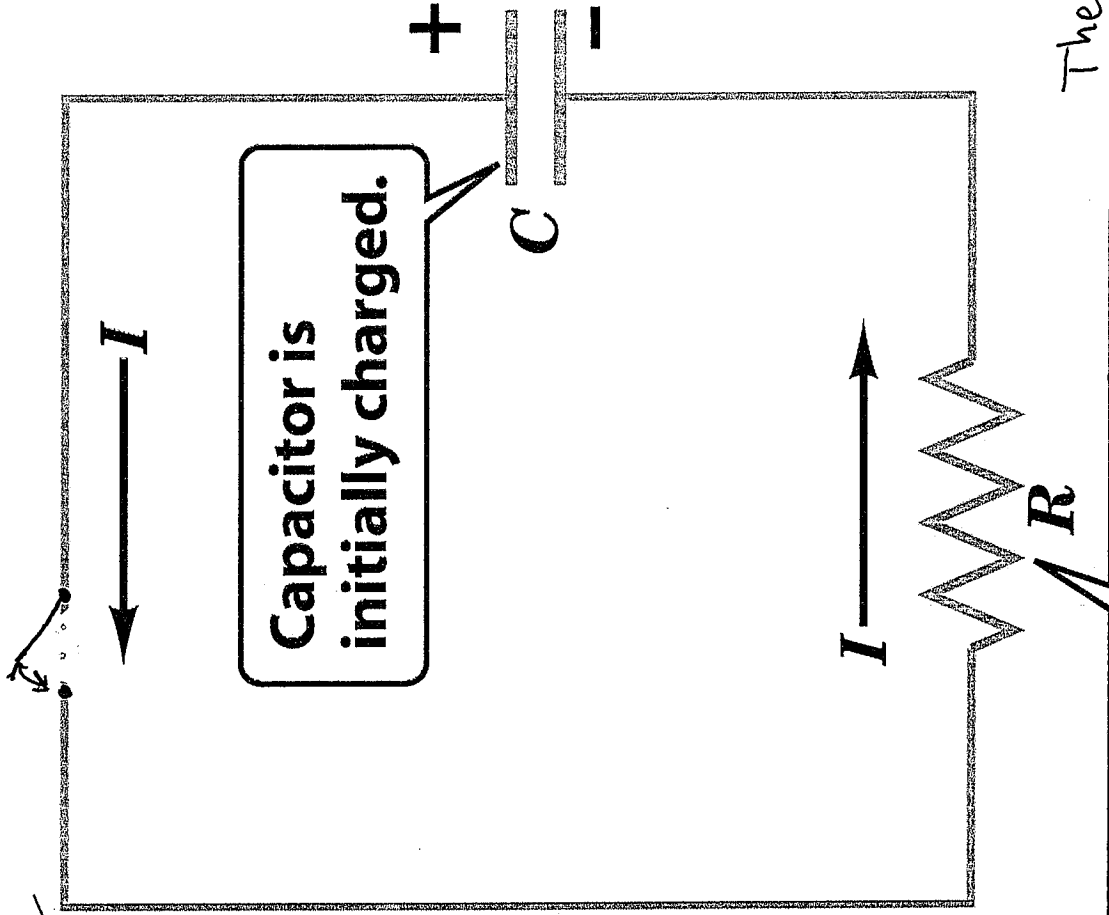 The
+
−
I
Capacitor is
initially charged.
C
I
R